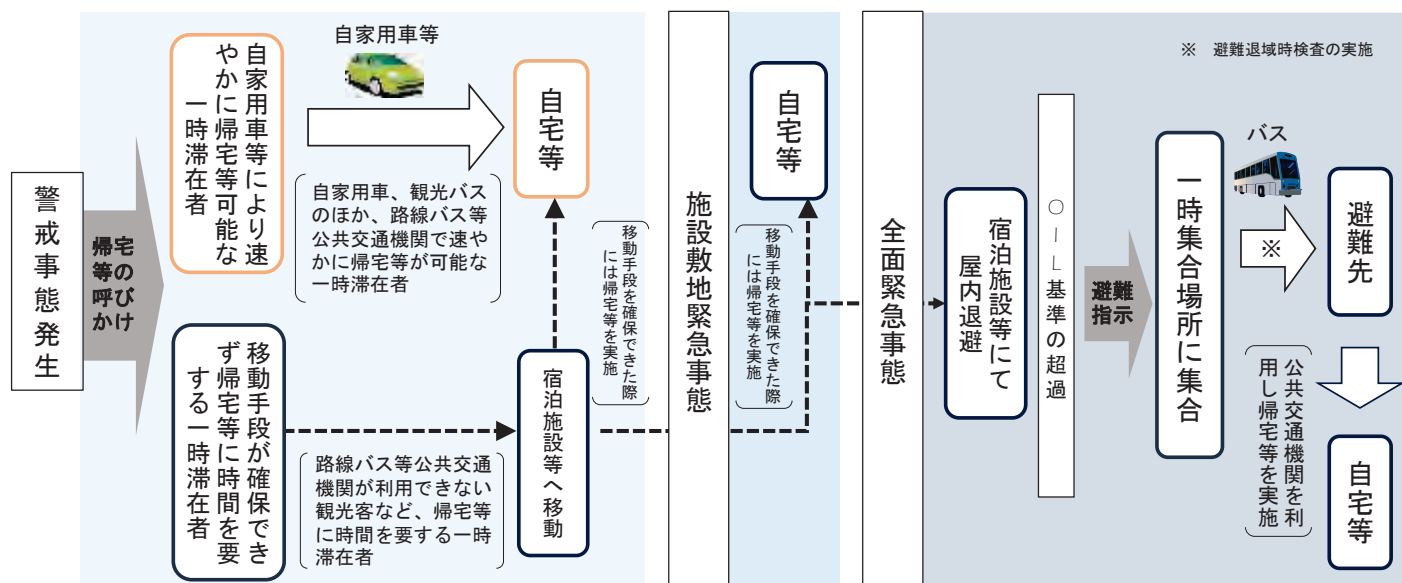 警戒事態発生
帰宅
等の
呼び
かけ
自家用車等により速
やかに帰宅等可能な
一時滞在者
自家用車等
自家用車、観光バス
のほか、路線バス等
公共交通機関で速や
かに帰宅等が可能な
一時滞在者
自宅等
移動手段が確保でき
ず帰宅等に時間を要
する一時滞在者
路線バス等公共交通
機関が利用できない
観光客など、帰宅等
に時間を要する一時
滞在者
宿泊施設等へ移動
移動手段を確保できた際
には帰宅等を実施
施設敷地緊急事態
自宅等
移動手段を確保できた際
には帰宅等を実施
全面緊急事態
宿泊施設等にて
屋内退避
ＯＩＬ基準の超過
避難
指示
一時集合場所に集合
※　避難退域時検査の実施
バス
※
避難先
公共交通機関を利
用し帰宅等を実施
自宅等